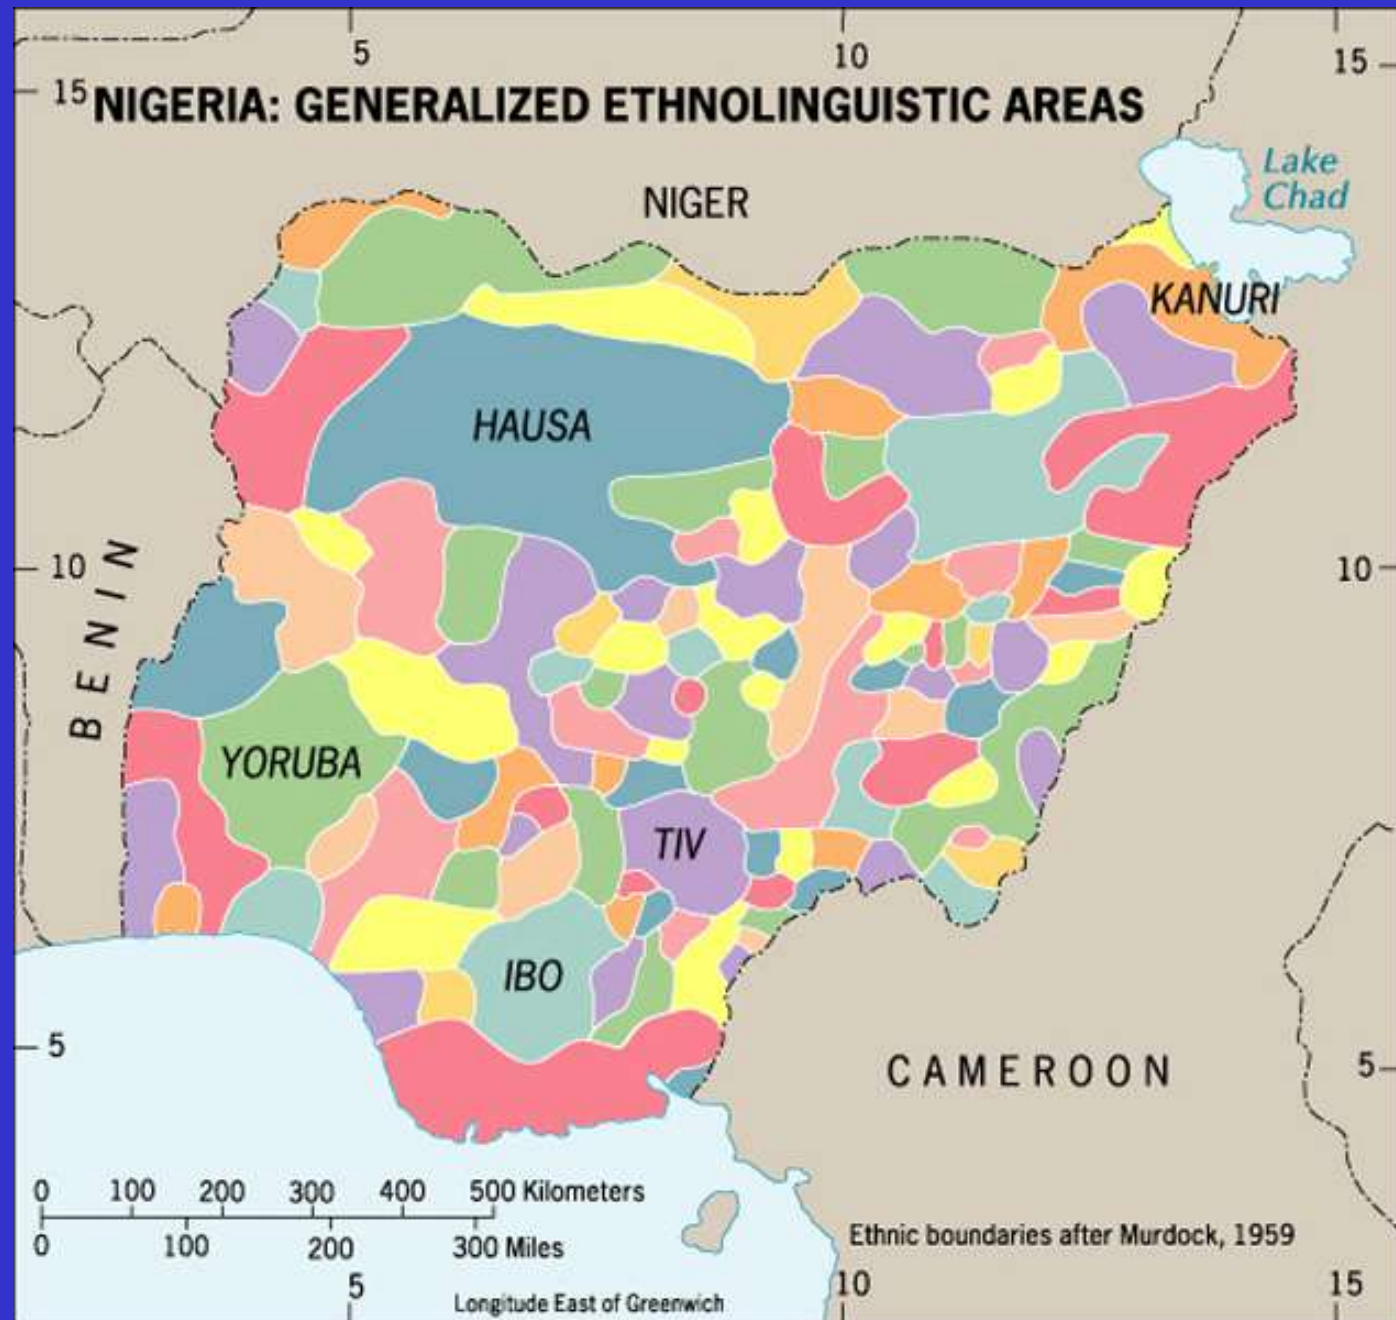 5
10
15
15
NIGERIA: GENERALIZED ETHNOLINGUISTIC AREAS
Lake
Chad
NIGER
KANURI
HAUSA
BENIN
10
10
YORUBA
TIV
IBO
5
CAMEROON
5
0 100 200 300 400 500 Kilometers
0 100 200 300 Miles
Ethnic boundaries after Murdock, 1959
5
10
15
Longitude East of Greenwich